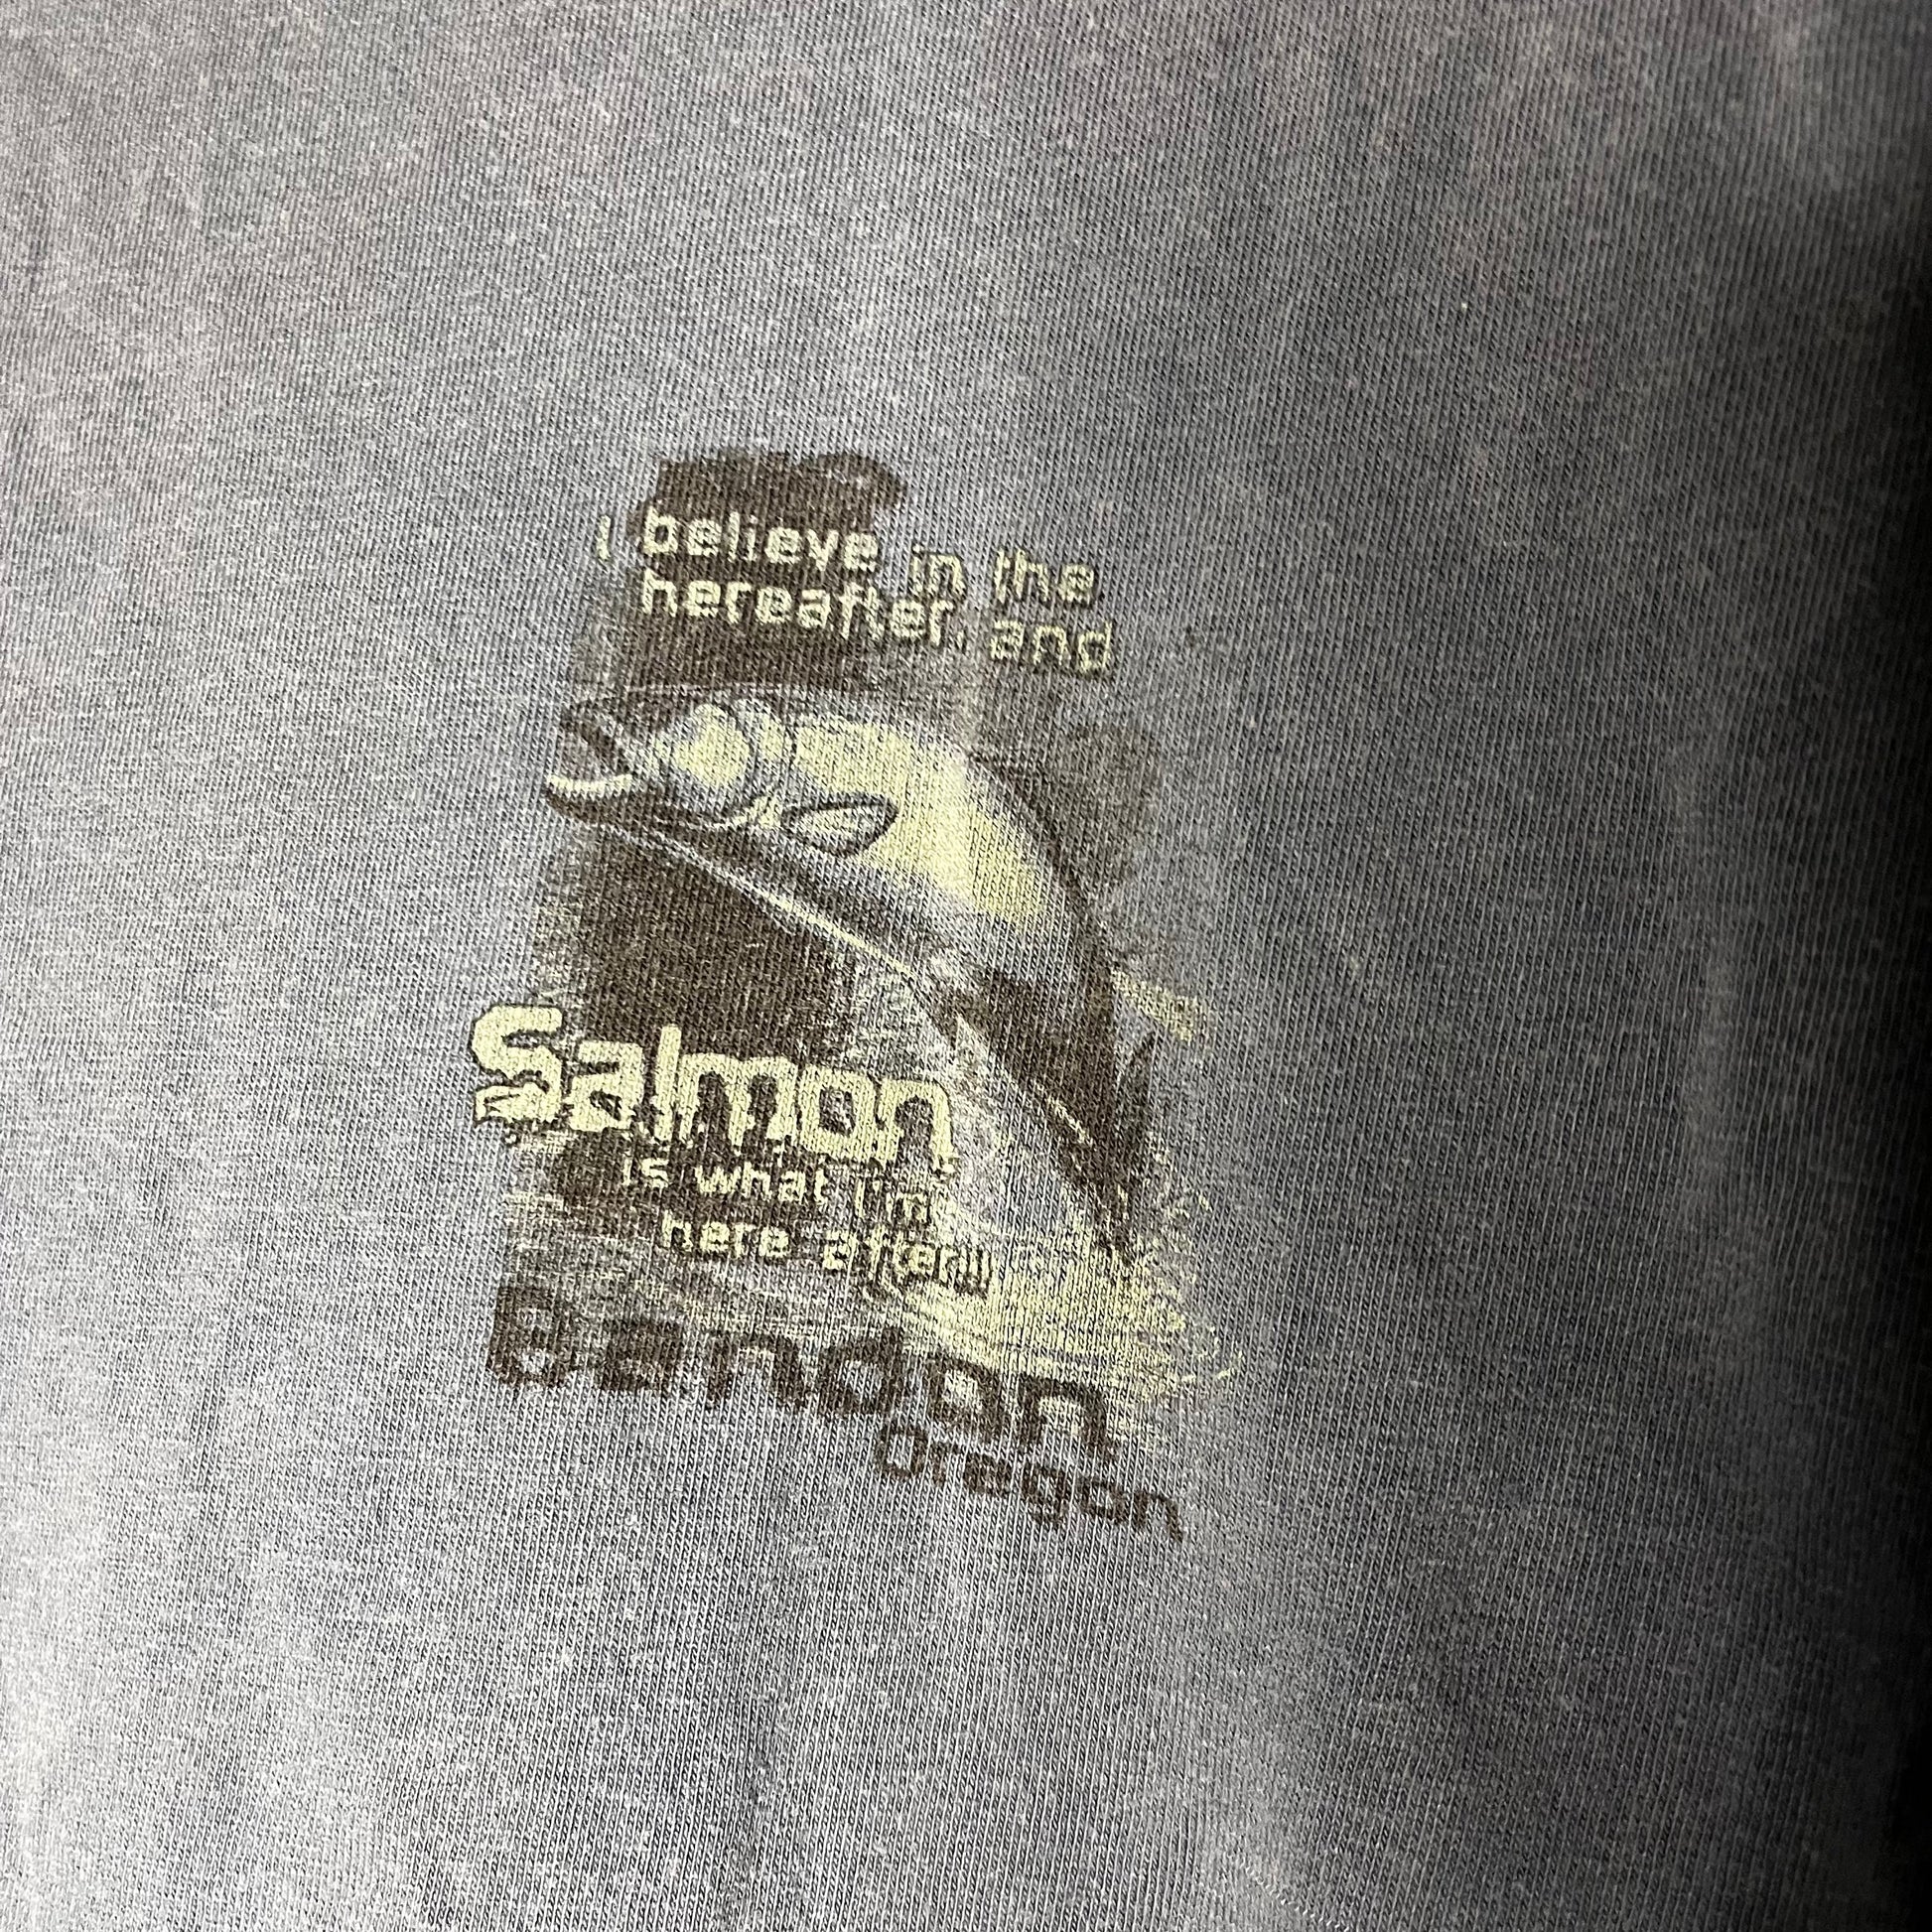 I believe in the
hereafter, and
Salmon
is what I'm
here after!!!
Bandon
Oregon